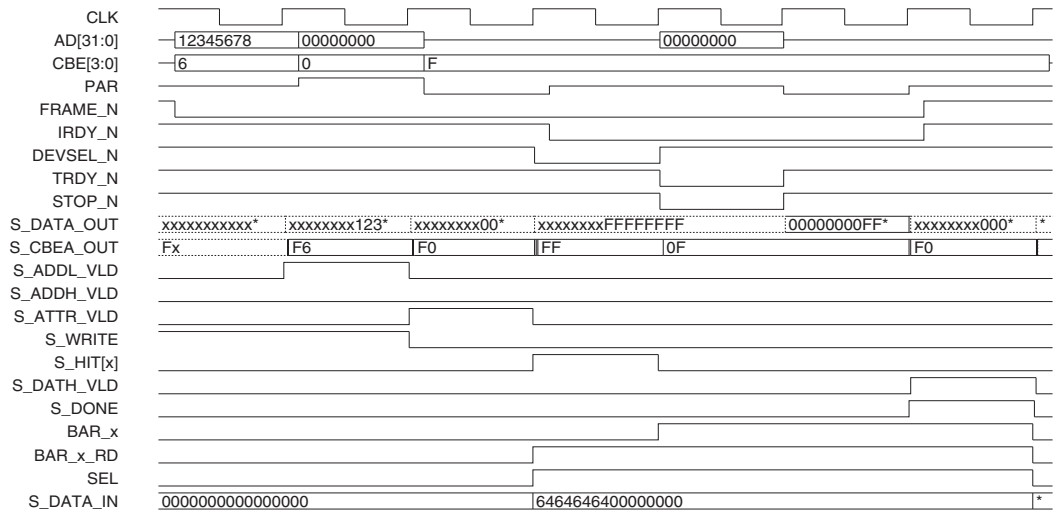 CLK
AD[31:0] 12345678 00000000 00000000
CBE[3:0] 6 0 F
PAR
FRAME_N
IRDY_N
DEVSEL_N
TRDY_N
STOP_N
S_DATA_OUT xxxxxxxxxxx* xxxxxxxx123* xxxxxxxx00* xxxxxxxxFFFFFFFF 00000000FF* xxxxxxxx000* *
S_CBEA_OUT Fx F6 F0 FF 0F F0
S_ADDL_VLD
S_ADDH_VLD
S_ATTR_VLD
S_WRITE
S_HIT[x]
S_DATH_VLD
S_DONE
BAR_x
BAR_x_RD
SEL
S_DATA_IN 0000000000000000 6464646400000000 *